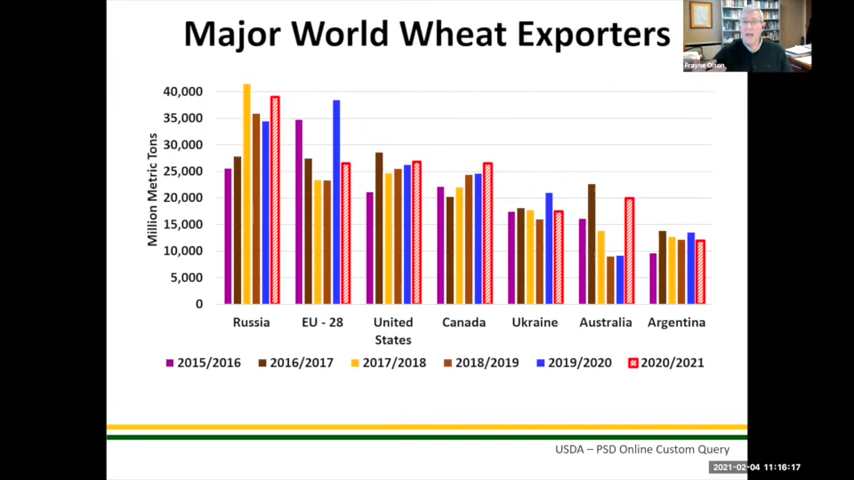 Major World Wheat Exporters
Frayne Olson
Million Metric Tons
40,000
35,000
30,000
25,000
20,000
15,000
10,000
5,000
0
Russia
EU - 28
United
States
Canada
Ukraine
Australia
Argentina
2015/2016 2016/2017 2017/2018 2018/2019 2019/2020 2020/2021
USDA – PSD Online Custom Query
2021-02-04 11:16:17